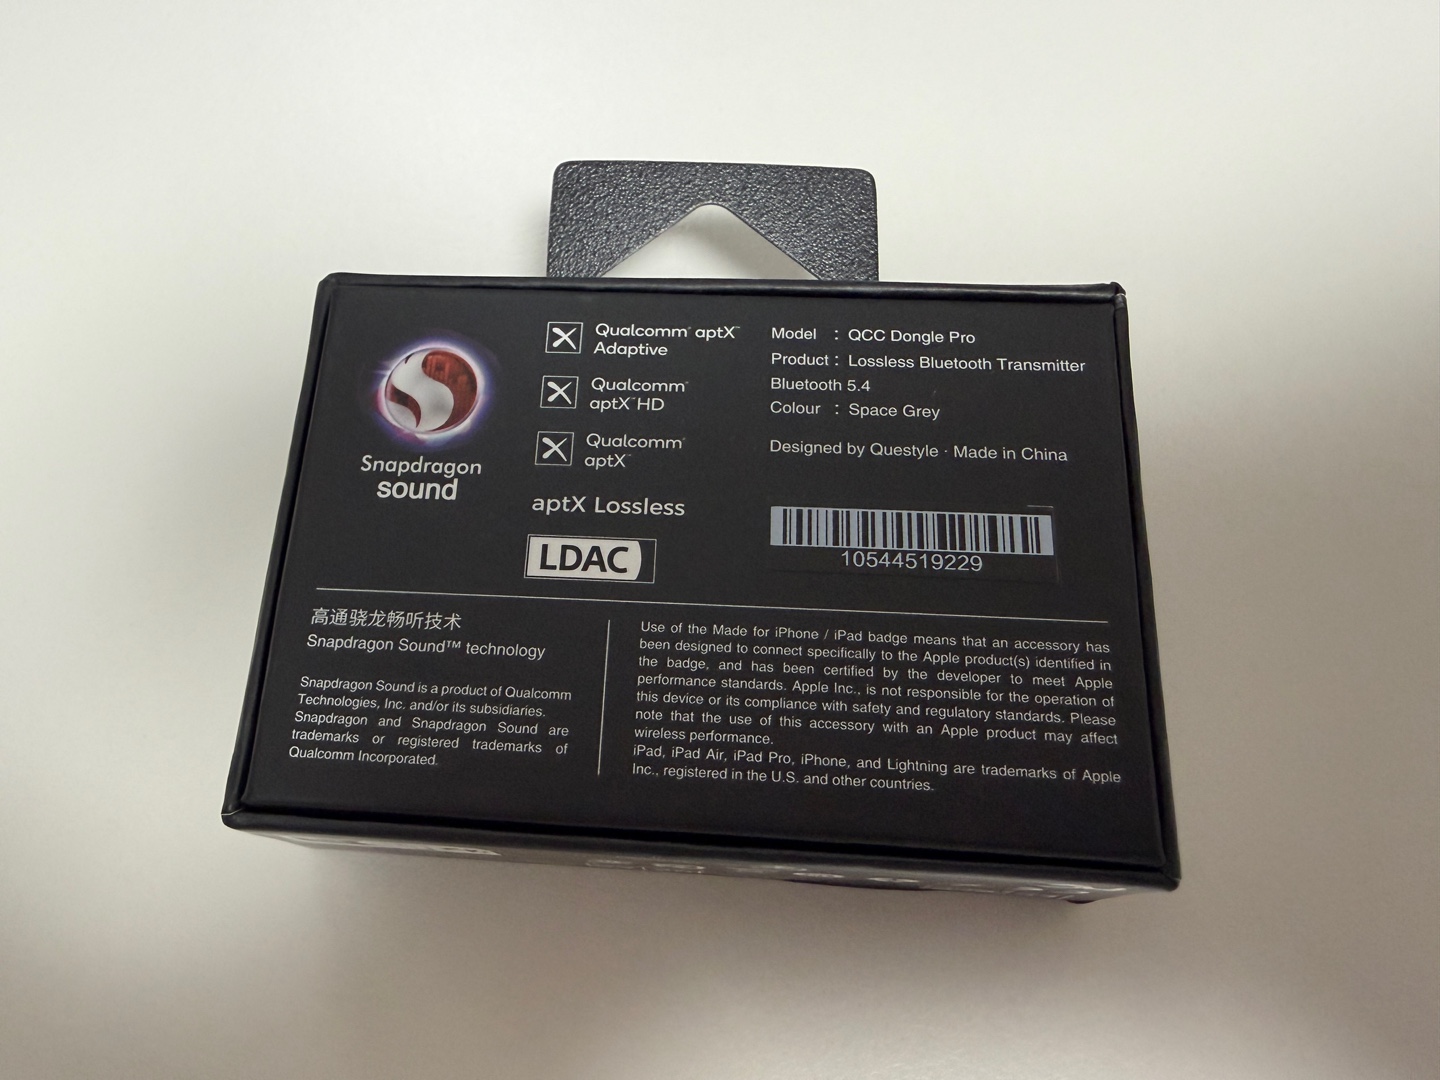 Snapdragon
sound
Qualcomm® aptX™
Adaptive
Qualcomm®
aptX™ HD
Qualcomm®
aptX™
aptX Lossless
LDAC
Model : QCC Dongle Pro
Product : Lossless Bluetooth Transmitter
Bluetooth 5.4
Colour : Space Grey
Designed by Questyle · Made in China
10544519229
高通骁龙畅听技术
Snapdragon Sound™ technology
Snapdragon Sound is a product of Qualcomm
Technologies, Inc. and/or its subsidiaries.
Snapdragon and Snapdragon Sound are
trademarks or registered trademarks of
Qualcomm Incorporated.
Use of the Made for iPhone / iPad badge means that an accessory has
been designed to connect specifically to the Apple product(s) identified in
the badge, and has been certified by the developer to meet Apple
performance standards. Apple Inc., is not responsible for the operation of
this device or its compliance with safety and regulatory standards. Please
note that the use of this accessory with an Apple product may affect
wireless performance.
iPad, iPad Air, iPad Pro, iPhone, and Lightning are trademarks of Apple
Inc., registered in the U.S. and other countries.